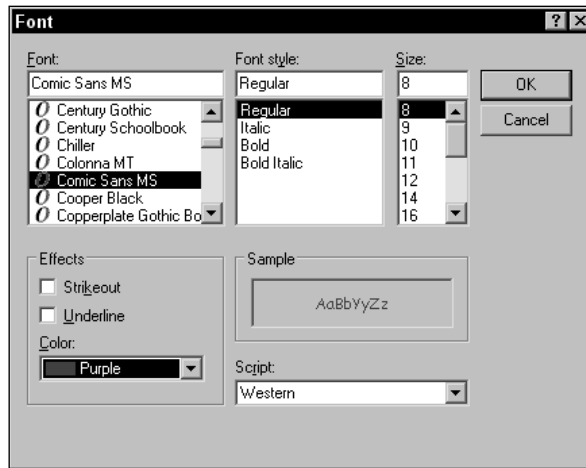 Font
Font:
Comic Sans MS
Century Gothic
Century Schoolbook
Chiller
Colonna MT
Comic Sans MS
Cooper Black
Copperplate Gothic Bo
Font style:
Regular
Regular
Italic
Bold
Bold Italic
Size:
8
8
9
10
11
12
14
16
OK
Cancel
Effects
Strikeout
Underline
Color:
Purple
Sample
AaBbYyZz
Script:
Western